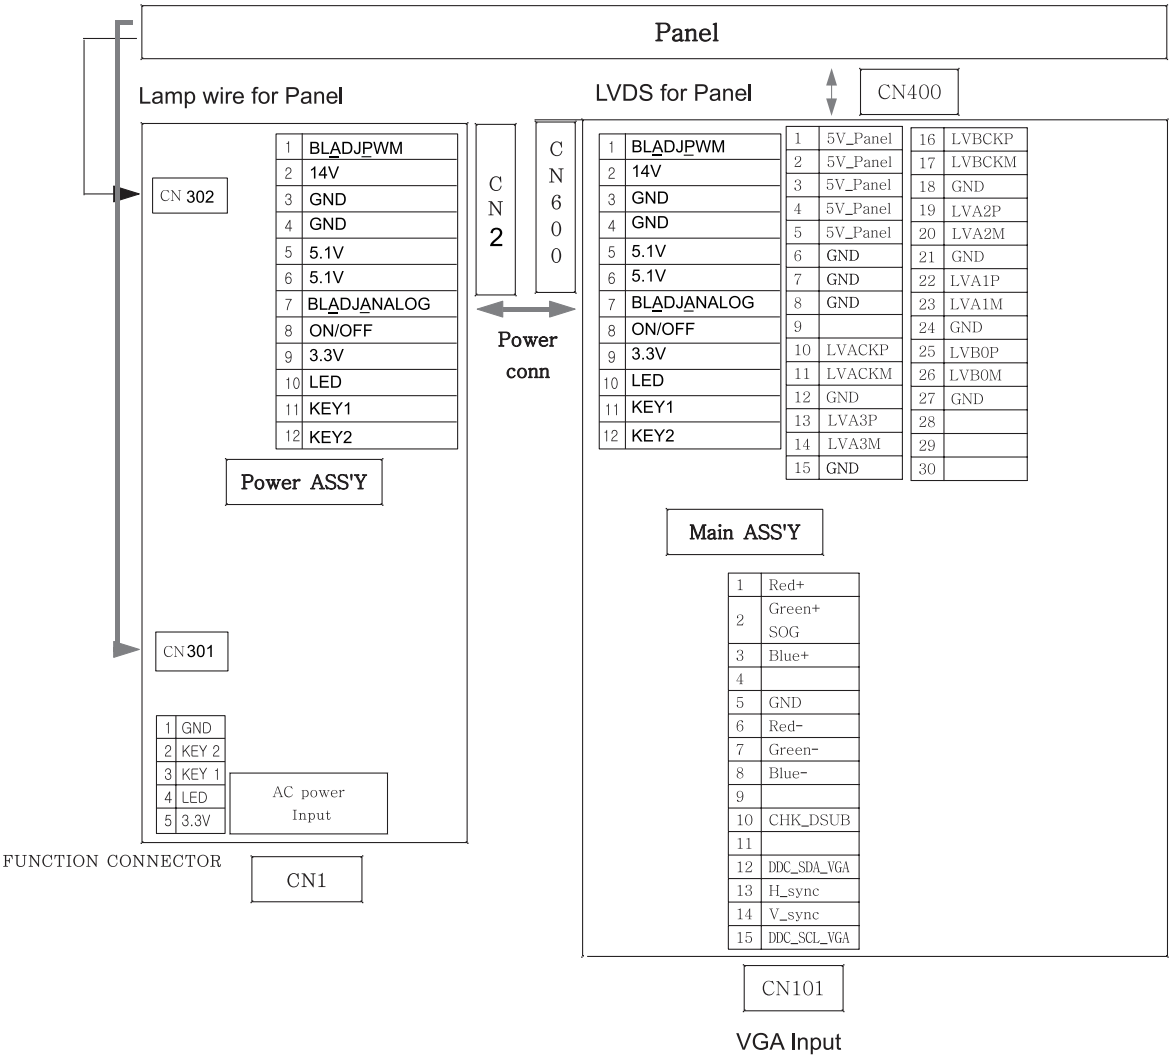 Panel
Lamp wire for Panel
LVDS for Panel
CN400
CN 302
1 BLADJPWM
2 14V
3 GND
4 GND
5 5.1V
6 5.1V
7 BLADJANALOG
8 ON/OFF
9 3.3V
10 LED
11 KEY1
12 KEY2
CN2
CN600
Power
conn
1 BLADJPWM
2 14V
3 GND
4 GND
5 5.1V
6 5.1V
7 BLADJANALOG
8 ON/OFF
9 3.3V
10 LED
11 KEY1
12 KEY2
1 5V_Panel
2 5V_Panel
3 5V_Panel
4 5V_Panel
5 5V_Panel
6 GND
7 GND
8 GND
9
10 LVACKP
11 LVACKM
12 GND
13 LVA3P
14 LVA3M
15 GND
16 LVBCKP
17 LVBCKM
18 GND
19 LVA2P
20 LVA2M
21 GND
22 LVA1P
23 LVA1M
24 GND
25 LVB0P
26 LVB0M
27 GND
28
29
30
Power ASS'Y
Main ASS'Y
CN301
1 GND
2 KEY 2
3 KEY 1
4 LED
5 3.3V
AC power
Input
FUNCTION CONNECTOR
CN1
1 Red+
2 Green+
SOG
3 Blue+
4
5 GND
6 Red-
7 Green-
8 Blue-
9
10 CHK_DSUB
11
12 DDC_SDA_VGA
13 H_sync
14 V_sync
15 DDC_SCL_VGA
CN101
VGA Input